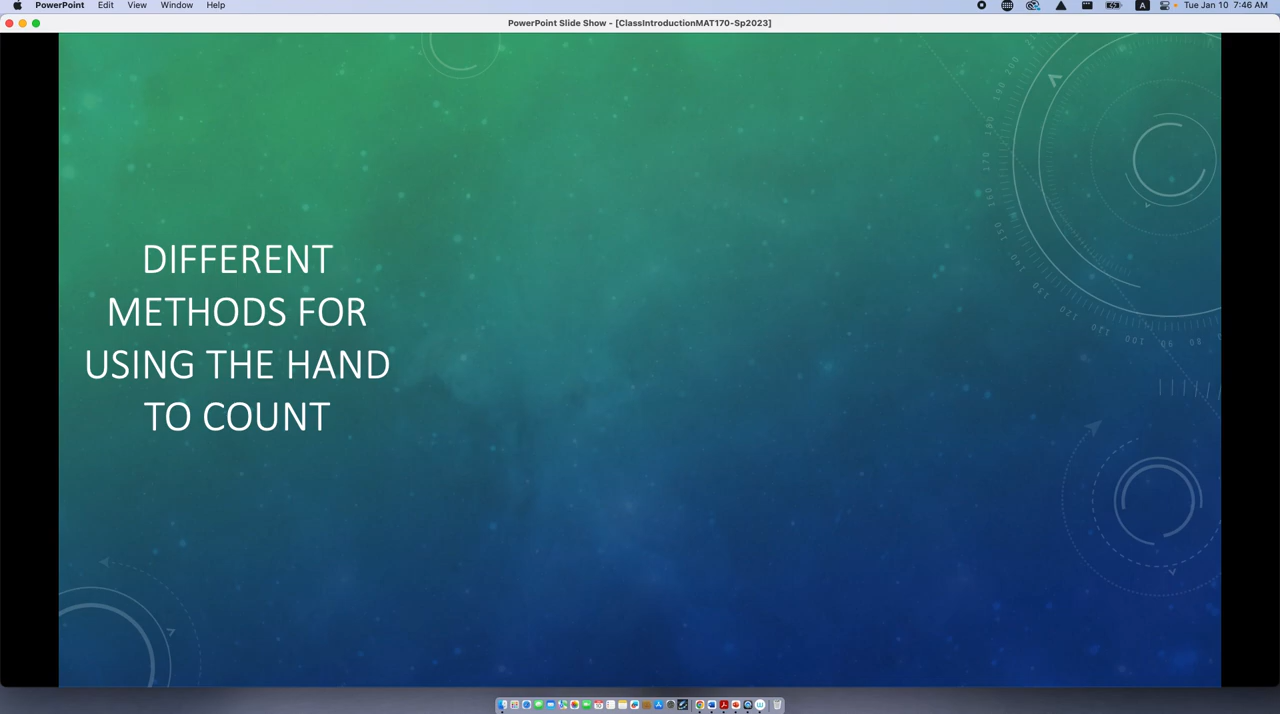 PowerPoint Edit View Window Help
A
Tue Jan 10 7:46 AM
PowerPoint Slide Show - [ClassIntroductionMAT170-Sp2023]
DIFFERENT
METHODS FOR
USING THE HAND
TO COUNT